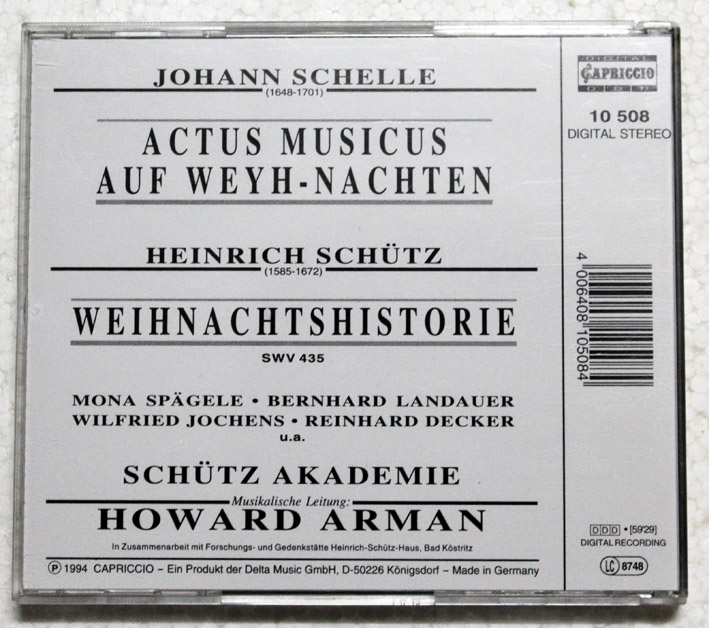 JOHANN SCHELLE
(1648-1701)
ACTUS MUSICUS
AUF WEYH-NACHTEN
HEINRICH SCHÜTZ
(1585-1672)
WEIHNACHTSHISTORIE
SWV 435
MONA SPÄGELE • BERNHARD LANDAUER
WILFRIED JOCHENS • REINHARD DECKER
u.a.
SCHÜTZ AKADEMIE
Musikalische Leitung:
HOWARD ARMAN
In Zusammenarbeit mit Forschungs- und Gedenkstätte Heinrich-Schütz-Haus, Bad Köstritz
Ⓟ 1994 CAPRICCIO – Ein Produkt der Delta Music GmbH, D-50226 Königsdorf – Made in Germany
DIGITAL
CAPRICCIO
10 508
DIGITAL STEREO
4 006408 105084
DDD • [59'29]
DIGITAL RECORDING
LC 8748